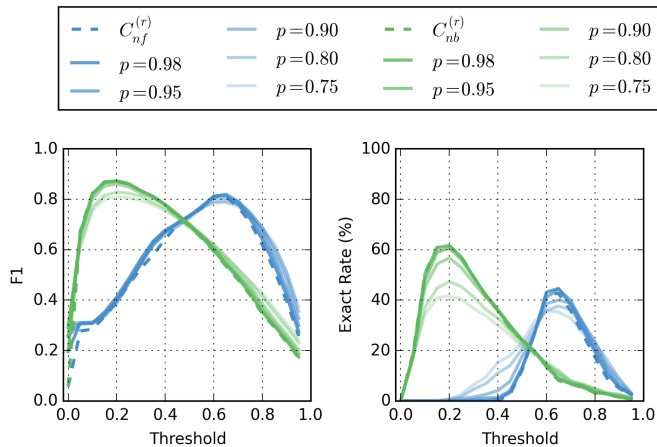 C_{nf}^{(r)} p=0.90 C_{nb}^{(r)} p=0.90
p=0.98 p=0.80 p=0.98 p=0.80
p=0.95 p=0.75 p=0.95 p=0.75
1.0
0.8
0.6
0.4
0.2
0.0
F1
0.0 0.2 0.4 0.6 0.8 1.0
Threshold
100
80
60
40
20
0
Exact Rate (%)
0.0 0.2 0.4 0.6 0.8 1.0
Threshold